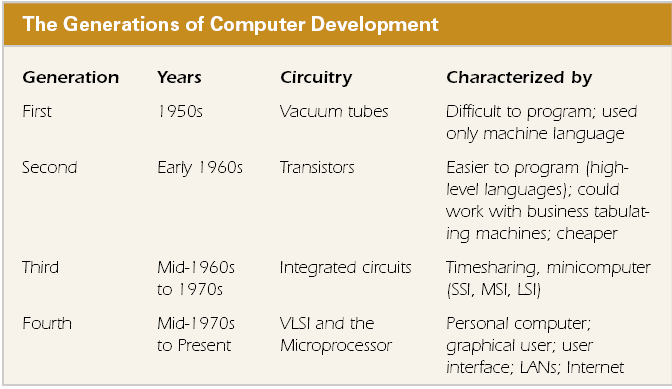 The Generations of Computer Development
Generation Years Circuitry Characterized by
First 1950s Vacuum tubes Difficult to program; used
only machine language
Second Early 1960s Transistors Easier to program (high-
level languages); could
work with business tabulat-
ing machines; cheaper
Third Mid-1960s Integrated circuits Timesharing, minicomputer
to 1970s (SSI, MSI, LSI)
Fourth Mid-1970s VLSI and the Personal computer;
to Present Microprocessor graphical user; user
interface; LANs; Internet